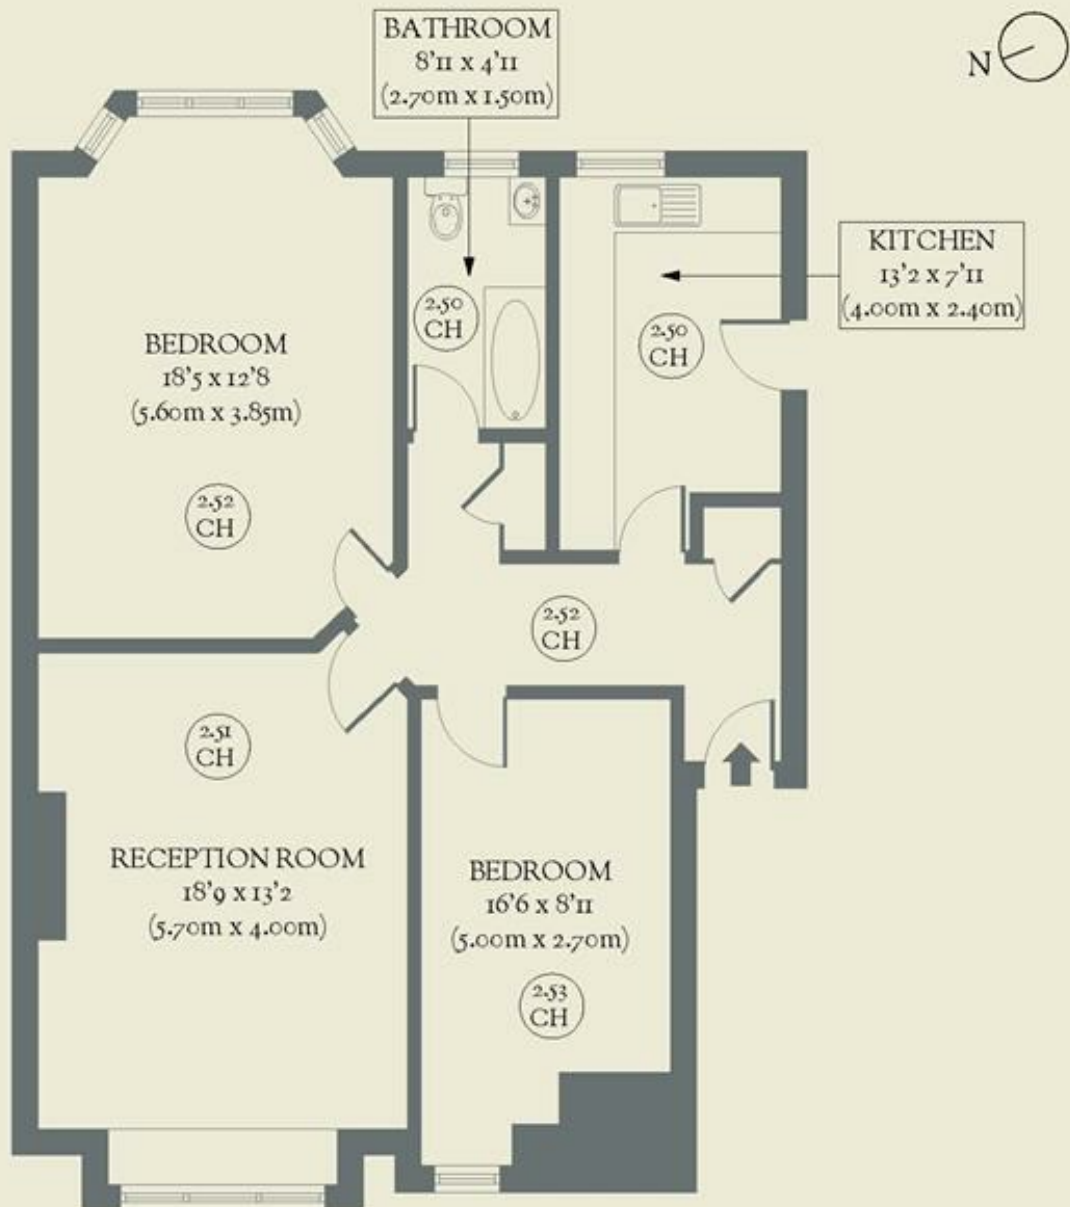 BATHROOM
8'11 x 4'11
(2.70m x 1.50m)
N
KITCHEN
13'2 x 7'11
(4.00m x 2.40m)
2.50
CH
2.50
CH
BEDROOM
18'5 x 12'8
(5.60m x 3.85m)
2.52
CH
2.52
CH
2.51
CH
RECEPTION ROOM
18'9 x 13'2
(5.70m x 4.00m)
BEDROOM
16'6 x 8'11
(5.00m x 2.70m)
2.53
CH